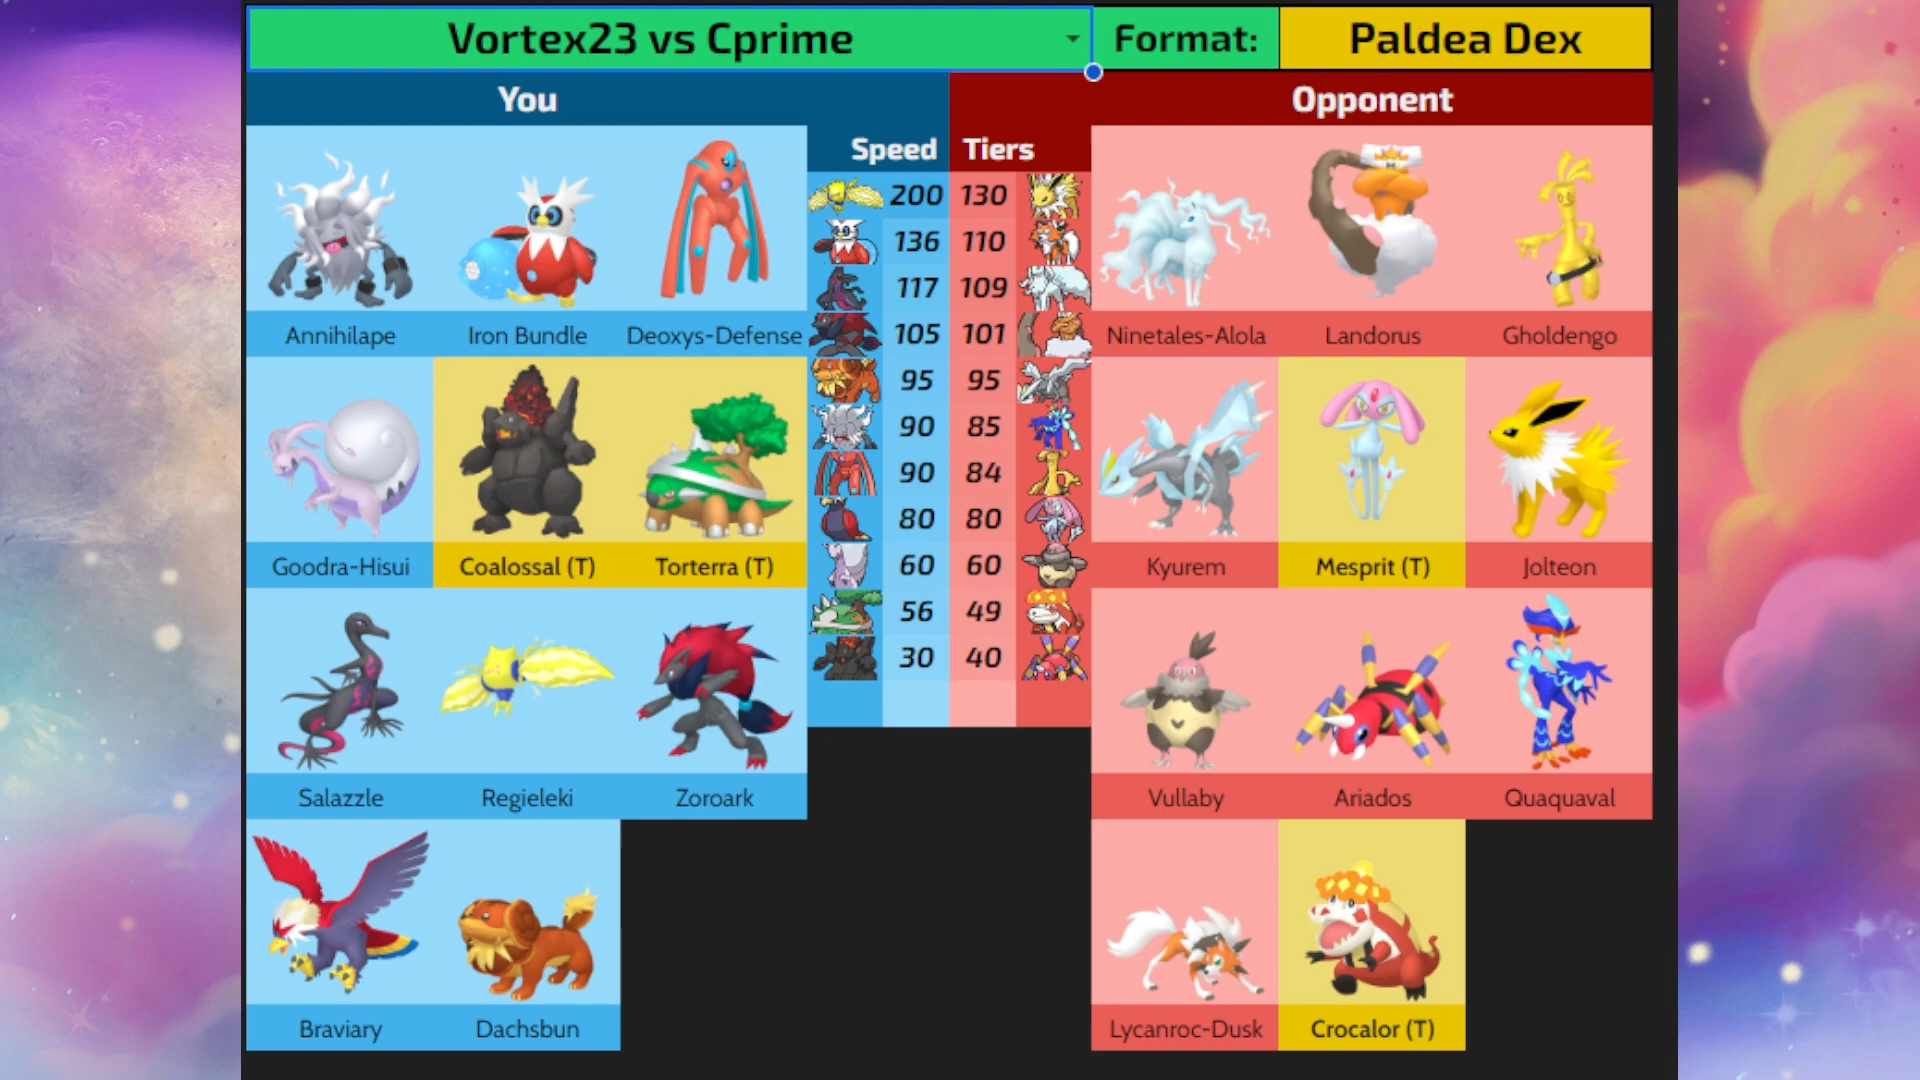 Vortex23 vs Cprime Format: Paldea Dex
You Opponent
Speed Tiers
200 130
136 110
117 109
105 101
95 95
90 85
90 84
80 80
60 60
56 49
30 40
Annihilape Iron Bundle Deoxys-Defense Ninetales-Alola Landorus Gholdengo
Goodra-Hisui Coalossal (T) Torterra (T) Kyurem Mesprit (T) Jolteon
Salazzle Regieleki Zoroark Vullaby Ariados Quaquaval
Braviary Dachsbun Lycanroc-Dusk Crocalor (T)